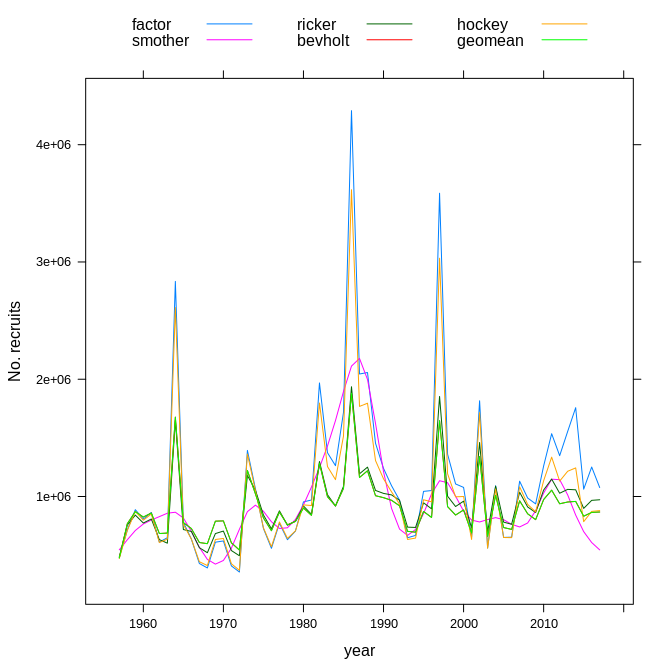 factor ricker hockey
smother bevholt geomean
4e+06
3e+06
2e+06
1e+06
No. recruits
1960 1970 1980 1990 2000 2010
year